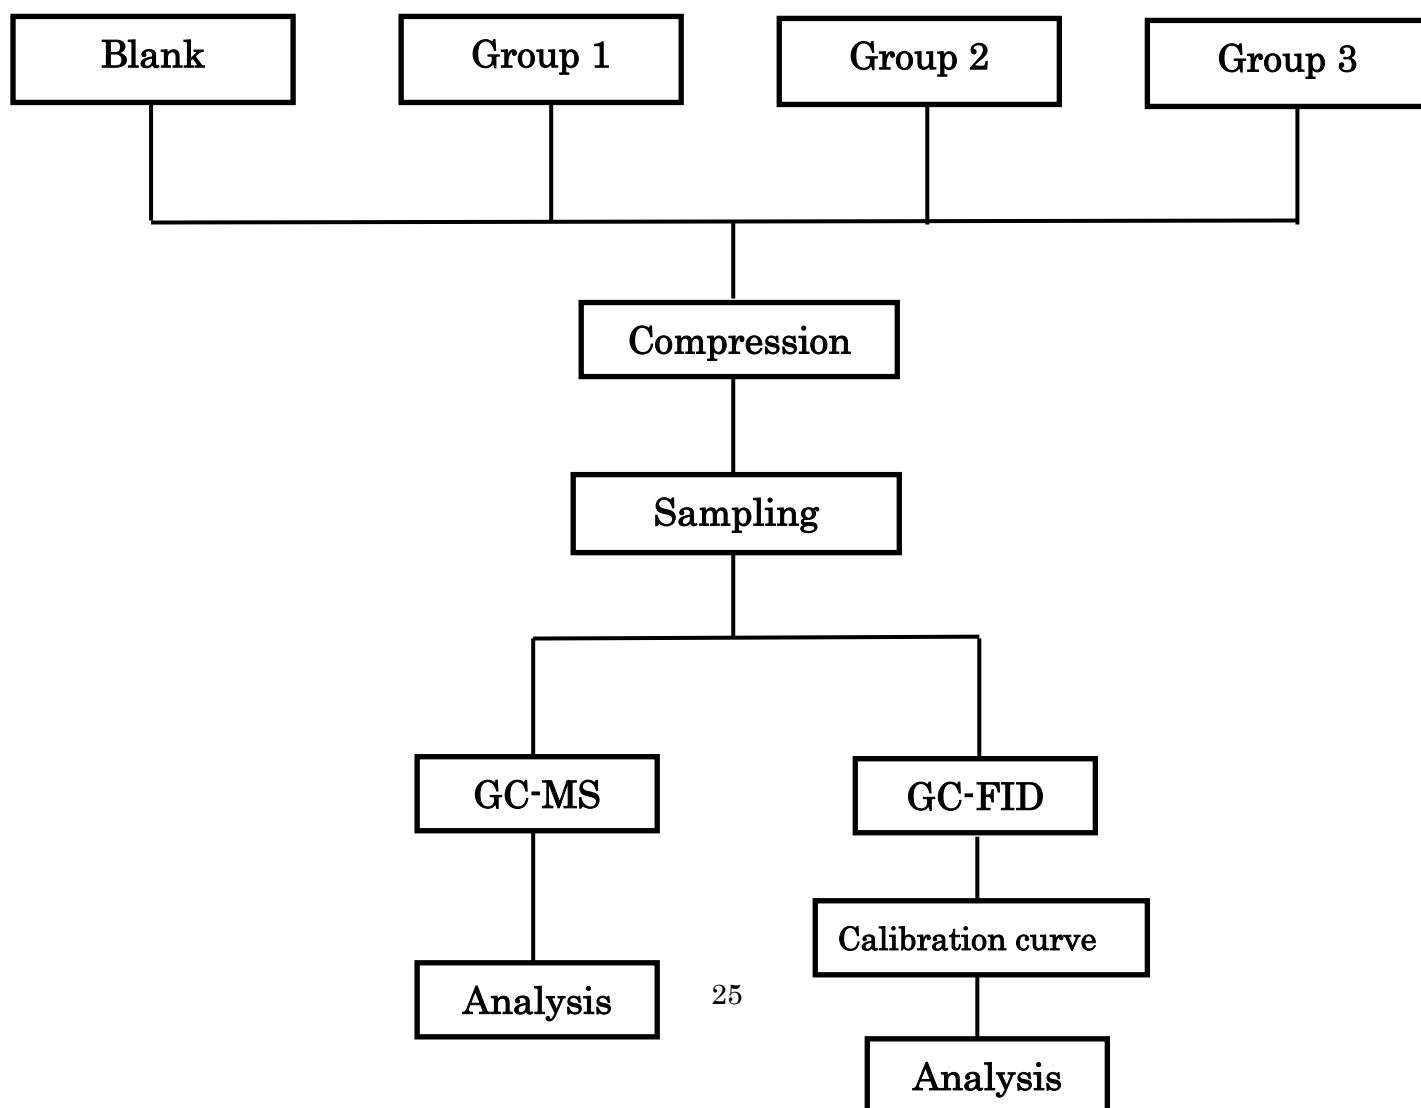 Blank
Group 1
Group 2
Group 3
Compression
Sampling
GC-MS
GC-FID
Calibration curve
Analysis
25
Analysis